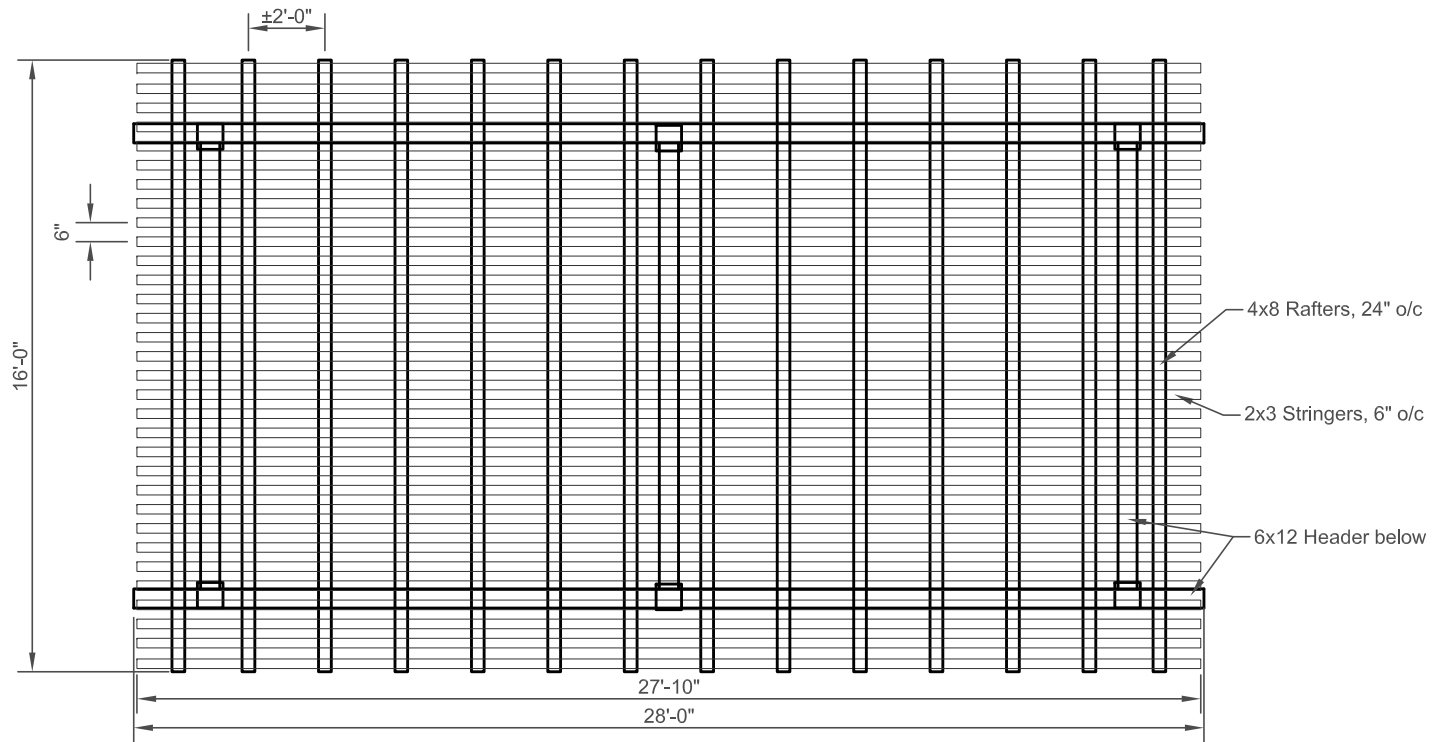 ±2'-0"
6"
16'-0"
4x8 Rafters, 24" o/c
2x3 Stringers, 6" o/c
6x12 Header below
27'-10"
28'-0"